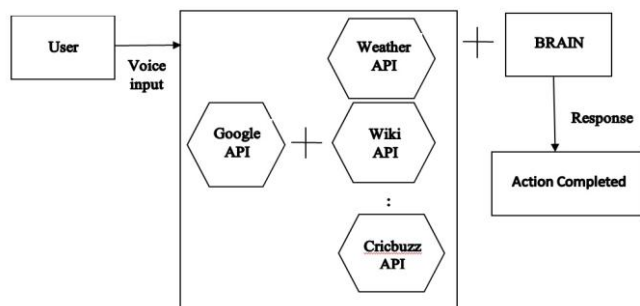 User
Voice
input
Google
API
Weather
API
Wiki
API
:
Cricbuzz
API
BRAIN
Response
Action Completed